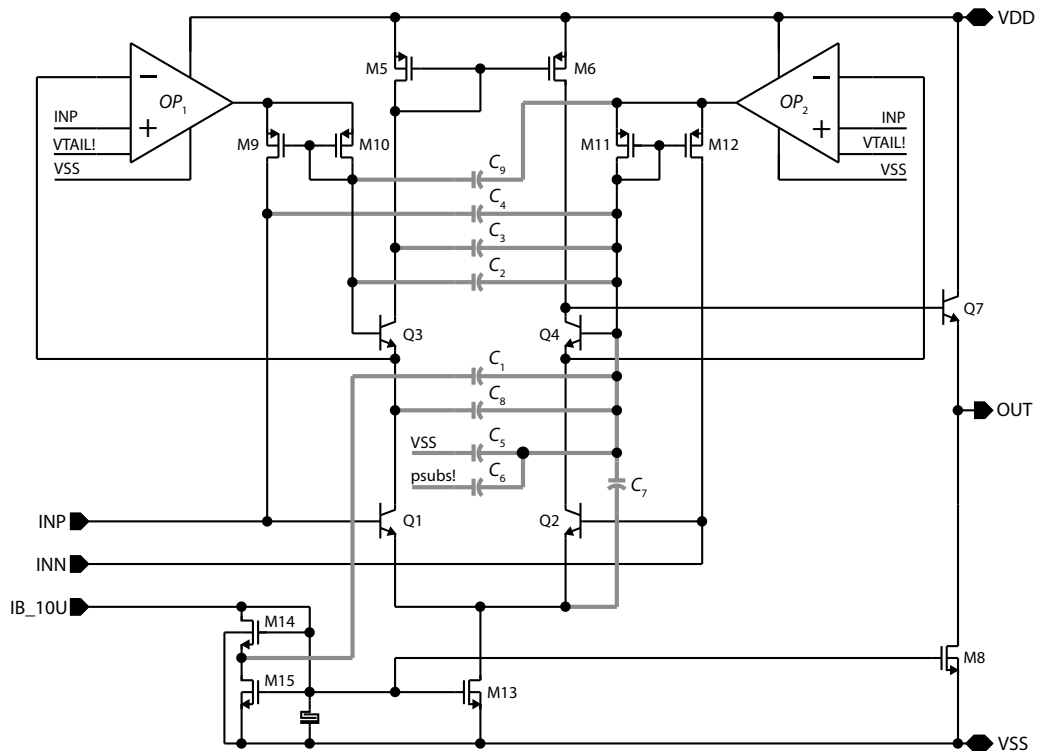 VDD
M5
M6
OP1
OP2
INP
VTAIL!
VSS
INP
VTAIL!
VSS
M9
M10
M11
M12
C9
C4
C3
C2
Q3
Q4
Q7
C1
C8
VSS
C5
psubs!
C6
C7
OUT
INP
Q1
Q2
INN
IB_10U
M14
M15
M13
M8
VSS